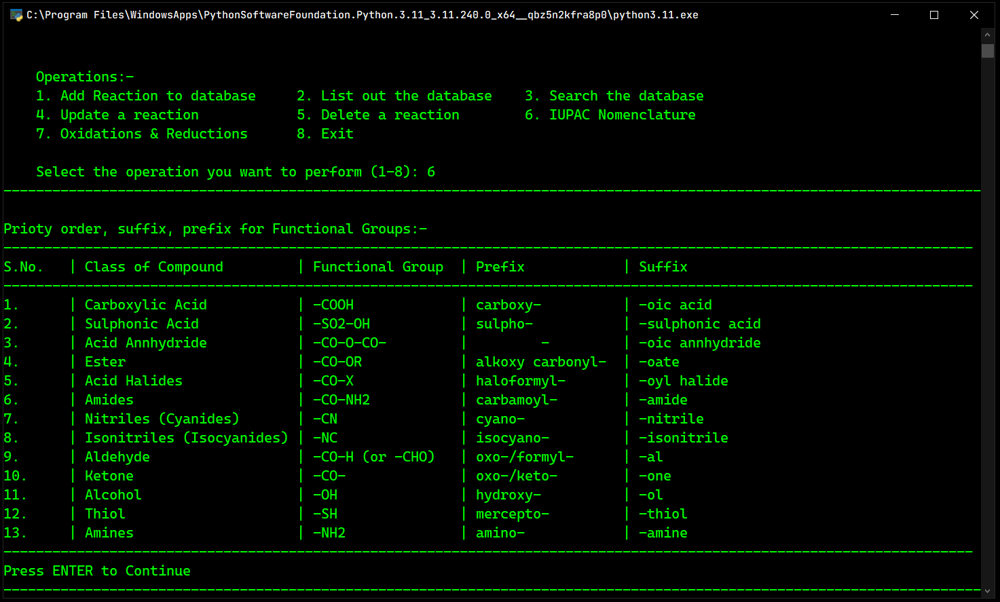 C:\Program Files\WindowsApps\PythonSoftwareFoundation.Python.3.11_3.11.240.0_x64__qbz5n2kfra8p0\python3.11.exe
Operations:-
1. Add Reaction to database 2. List out the database 3. Search the database
4. Update a reaction 5. Delete a reaction 6. IUPAC Nomenclature
7. Oxidations & Reductions 8. Exit
Select the operation you want to perform (1-8): 6
Prioty order, suffix, prefix for Functional Groups:-
S.No. | Class of Compound | Functional Group | Prefix | Suffix
1. | Carboxylic Acid | -COOH | carboxy- | -oic acid
2. | Sulphonic Acid | -SO2-OH | sulpho- | -sulphonic acid
3. | Acid Annhydride | -CO-O-CO- | - | -oic annhydride
4. | Ester | -CO-OR | alkoxy carbonyl- | -oate
5. | Acid Halides | -CO-X | haloformyl- | -oyl halide
6. | Amides | -CO-NH2 | carbamoyl- | -amide
7. | Nitriles (Cyanides) | -CN | cyano- | -nitrile
8. | Isonitriles (Isocyanides) | -NC | isocyano- | -isonitrile
9. | Aldehyde | -CO-H (or -CHO) | oxo-/formyl- | -al
10. | Ketone | -CO- | oxo-/keto- | -one
11. | Alcohol | -OH | hydroxy- | -ol
12. | Thiol | -SH | mercepto- | -thiol
13. | Amines | -NH2 | amino- | -amine
Press ENTER to Continue